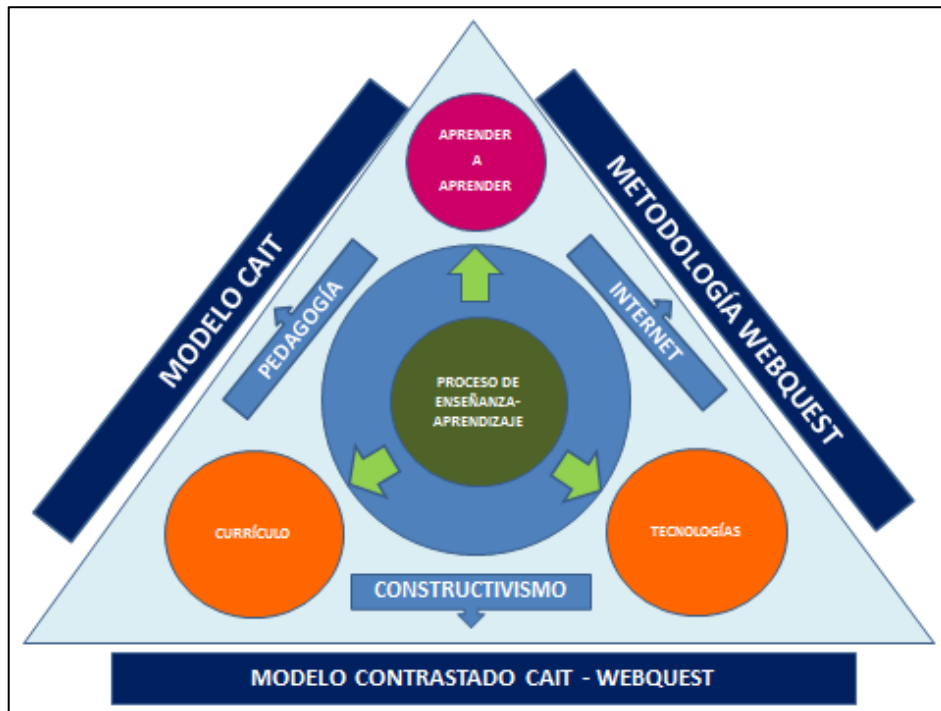 APRENDER
A
APRENDER
MODELO CAIT
METODOLOGÍA WEBQUEST
PEDAGOGÍA
INTERNET
PROCESO DE
ENSEÑANZA-
APRENDIZAJE
CURRÍCULO
TECNOLOGÍAS
CONSTRUCTIVISMO
MODELO CONTRASTADO CAIT - WEBQUEST